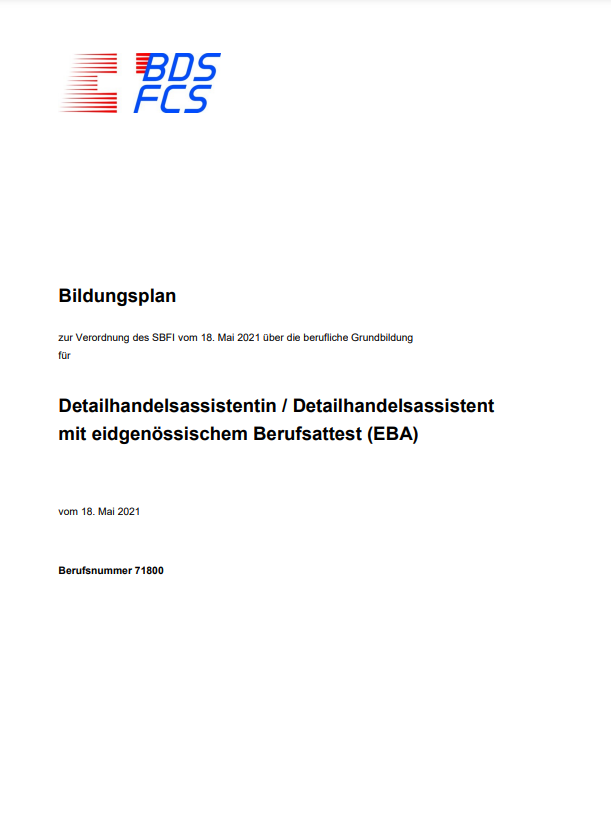 BDS
FCS
Bildungsplan
zur Verordnung des SBFI vom 18. Mai 2021 über die berufliche Grundbildung
für
Detailhandelsassistentin / Detailhandelsassistent
mit eidgenössischem Berufsattest (EBA)
vom 18. Mai 2021
Berufsnummer 71800